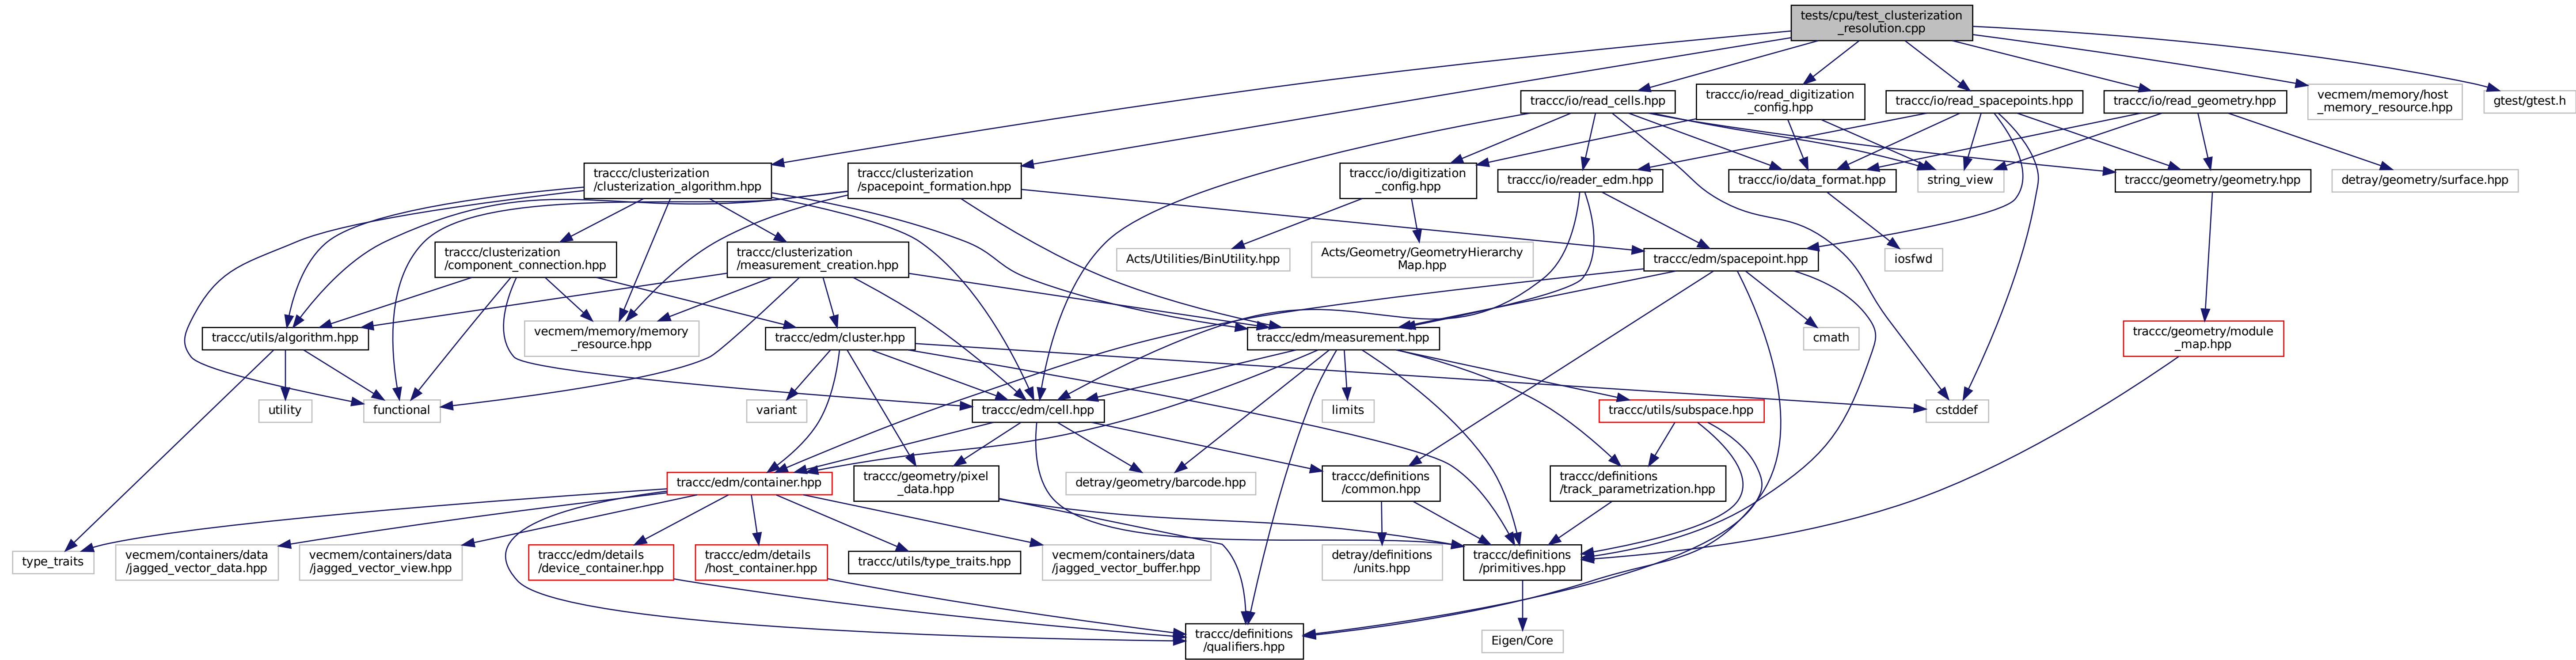 tests/cpu/test_clusterization
_resolution.cpp
traccc/io/read_cells.hpp
traccc/io/read_digitization
_config.hpp
traccc/io/read_spacepoints.hpp
traccc/io/read_geometry.hpp
vecmem/memory/host
_memory_resource.hpp
gtest/gtest.h
traccc/clusterization
/clusterization_algorithm.hpp
traccc/clusterization
/spacepoint_formation.hpp
traccc/io/digitization
_config.hpp
traccc/io/reader_edm.hpp
traccc/io/data_format.hpp
string_view
traccc/geometry/geometry.hpp
detray/geometry/surface.hpp
traccc/clusterization
/component_connection.hpp
traccc/clusterization
/measurement_creation.hpp
Acts/Utilities/BinUtility.hpp
Acts/Geometry/GeometryHierarchy
Map.hpp
traccc/edm/spacepoint.hpp
iosfwd
traccc/utils/algorithm.hpp
vecmem/memory/memory
_resource.hpp
traccc/edm/cluster.hpp
traccc/edm/measurement.hpp
cmath
traccc/geometry/module
_map.hpp
utility
functional
variant
traccc/edm/cell.hpp
limits
traccc/utils/subspace.hpp
cstddef
traccc/edm/container.hpp
traccc/geometry/pixel
_data.hpp
detray/geometry/barcode.hpp
traccc/definitions
/common.hpp
traccc/definitions
/track_parametrization.hpp
type_traits
vecmem/containers/data
/jagged_vector_data.hpp
vecmem/containers/data
/jagged_vector_view.hpp
traccc/edm/details
/device_container.hpp
traccc/edm/details
/host_container.hpp
traccc/utils/type_traits.hpp
vecmem/containers/data
/jagged_vector_buffer.hpp
detray/definitions
/units.hpp
traccc/definitions
/primitives.hpp
traccc/definitions
/qualifiers.hpp
Eigen/Core